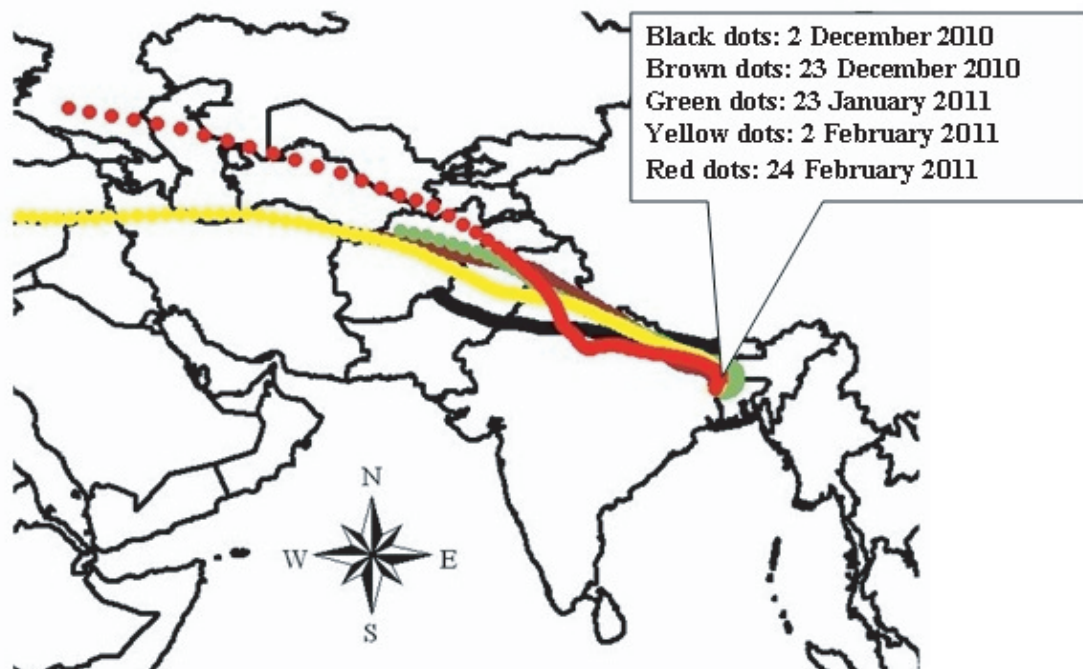 Black dots: 2 December 2010
Brown dots: 23 December 2010
Green dots: 23 January 2011
Yellow dots: 2 February 2011
Red dots: 24 February 2011
N
W E
S